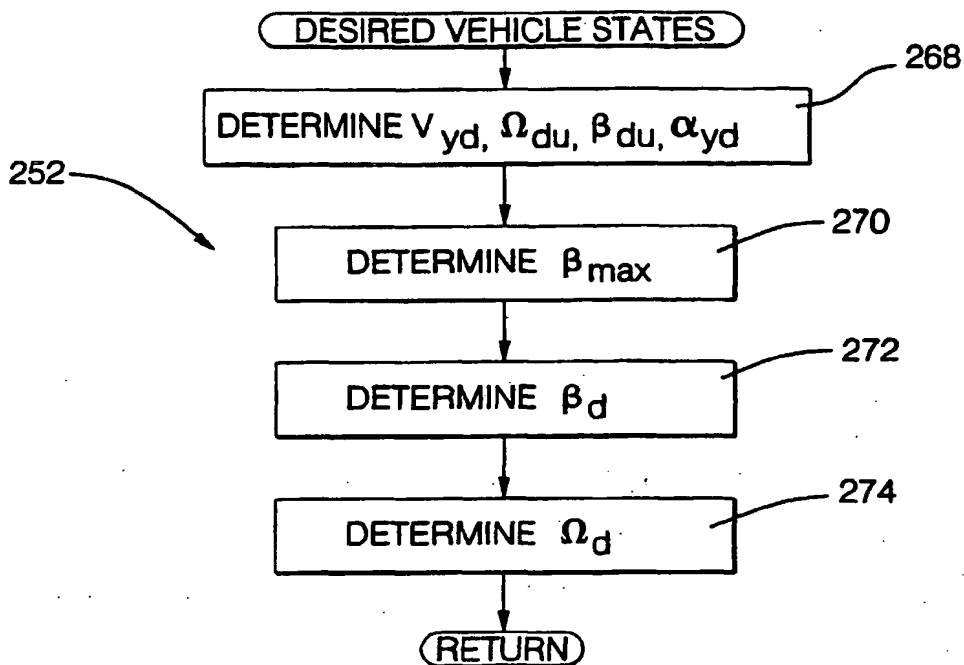 DESIRED VEHICLE STATES
268
DETERMINE V_yd, Ω_du, β_du, α_yd
252
270
DETERMINE β_max
272
DETERMINE β_d
274
DETERMINE Ω_d
RETURN